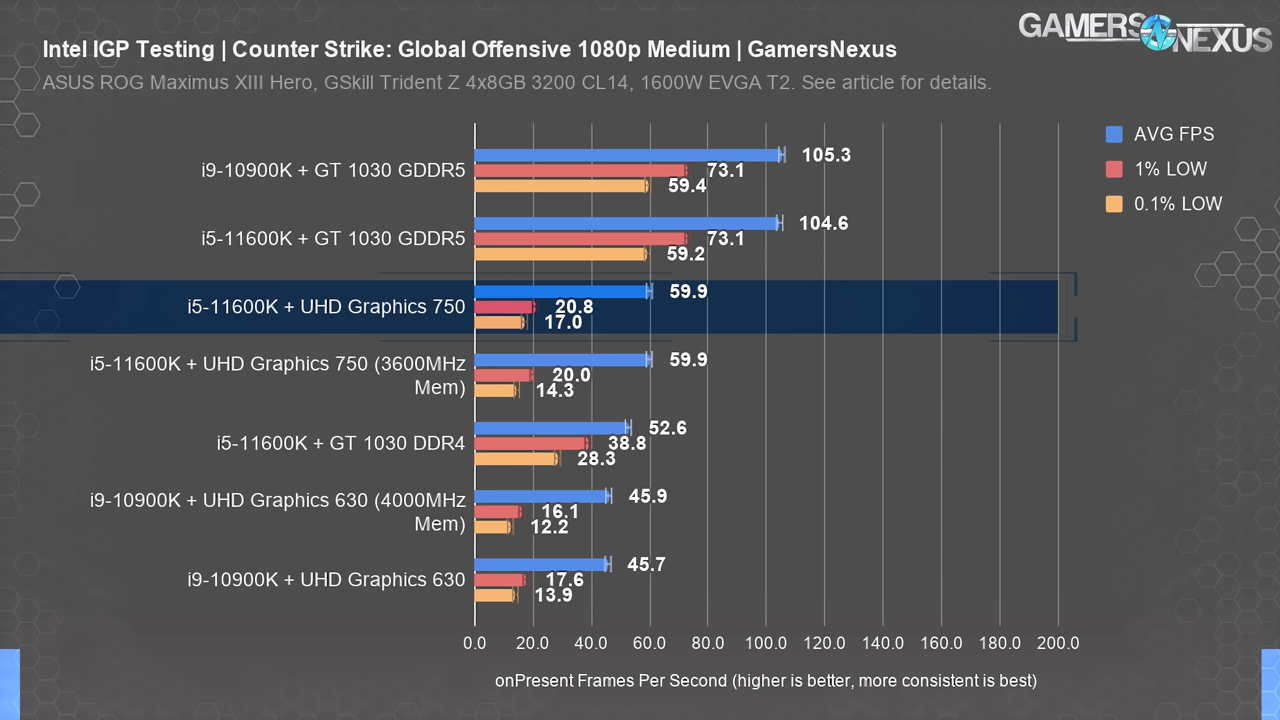 Intel IGP Testing | Counter Strike: Global Offensive 1080p Medium | GamersNexus
GAMERS NEXUS
ASUS ROG Maximus XIII Hero, GSkill Trident Z 4x8GB 3200 CL14, 1600W EVGA T2. See article for details.
AVG FPS
1% LOW
0.1% LOW
i9-10900K + GT 1030 GDDR5
105.3
73.1
59.4
i5-11600K + GT 1030 GDDR5
104.6
73.1
59.2
i5-11600K + UHD Graphics 750
59.9
20.8
17.0
i5-11600K + UHD Graphics 750 (3600MHz
Mem)
59.9
20.0
14.3
i5-11600K + GT 1030 DDR4
52.6
38.8
28.3
i9-10900K + UHD Graphics 630 (4000MHz
Mem)
45.9
16.1
12.2
i9-10900K + UHD Graphics 630
45.7
17.6
13.9
0.0 20.0 40.0 60.0 80.0 100.0 120.0 140.0 160.0 180.0 200.0
onPresent Frames Per Second (higher is better, more consistent is best)